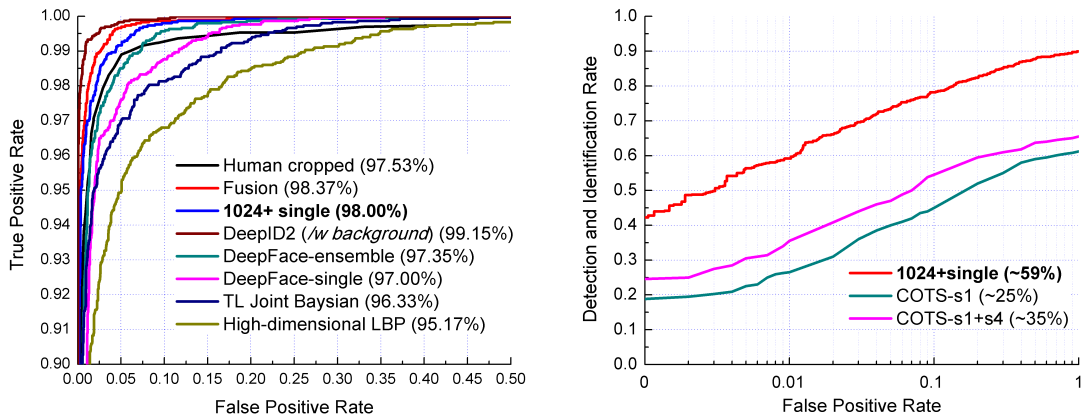 1.00
0.99
0.98
0.97
0.96
0.95
0.94
0.93
0.92
0.91
0.90
True Positive Rate
Human cropped (97.53%)
Fusion (98.37%)
1024+ single (98.00%)
DeepID2 (/w background) (99.15%)
DeepFace-ensemble (97.35%)
DeepFace-single (97.00%)
TL Joint Baysian (96.33%)
High-dimensional LBP (95.17%)
0.00 0.05 0.10 0.15 0.20 0.25 0.30 0.35 0.40 0.45 0.50
False Positive Rate
1.0
0.9
0.8
0.7
0.6
0.5
0.4
0.3
0.2
0.1
0.0
Detection and Identification Rate
1024+single (~59%)
COTS-s1 (~25%)
COTS-s1+s4 (~35%)
0 0.01 0.1 1
False Positive Rate